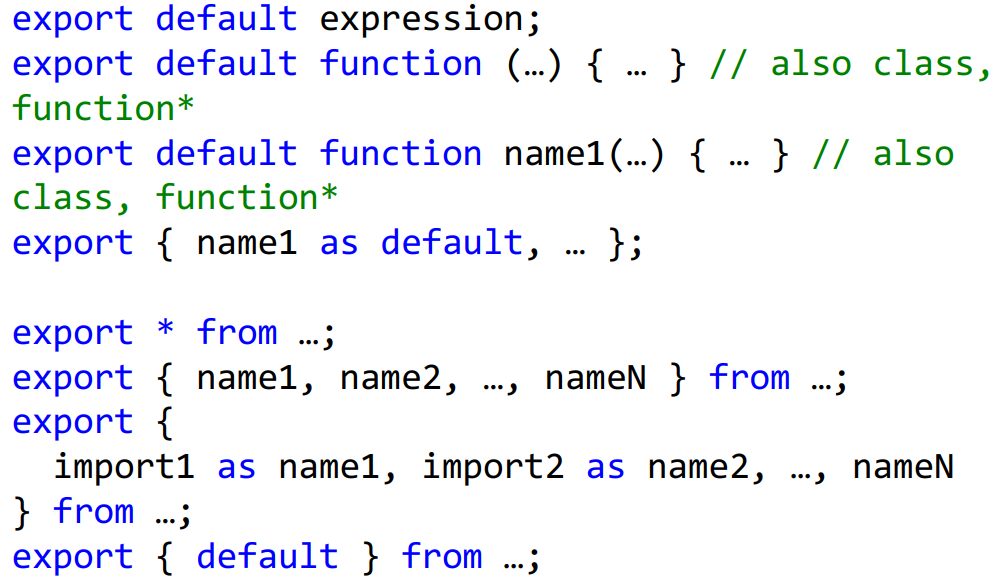 export default expression;
export default function (…) { … } // also class,
function*
export default function name1(…) { … } // also
class, function*
export { name1 as default, … };
export * from …;
export { name1, name2, …, nameN } from …;
export {
import1 as name1, import2 as name2, …, nameN
} from …;
export { default } from …;